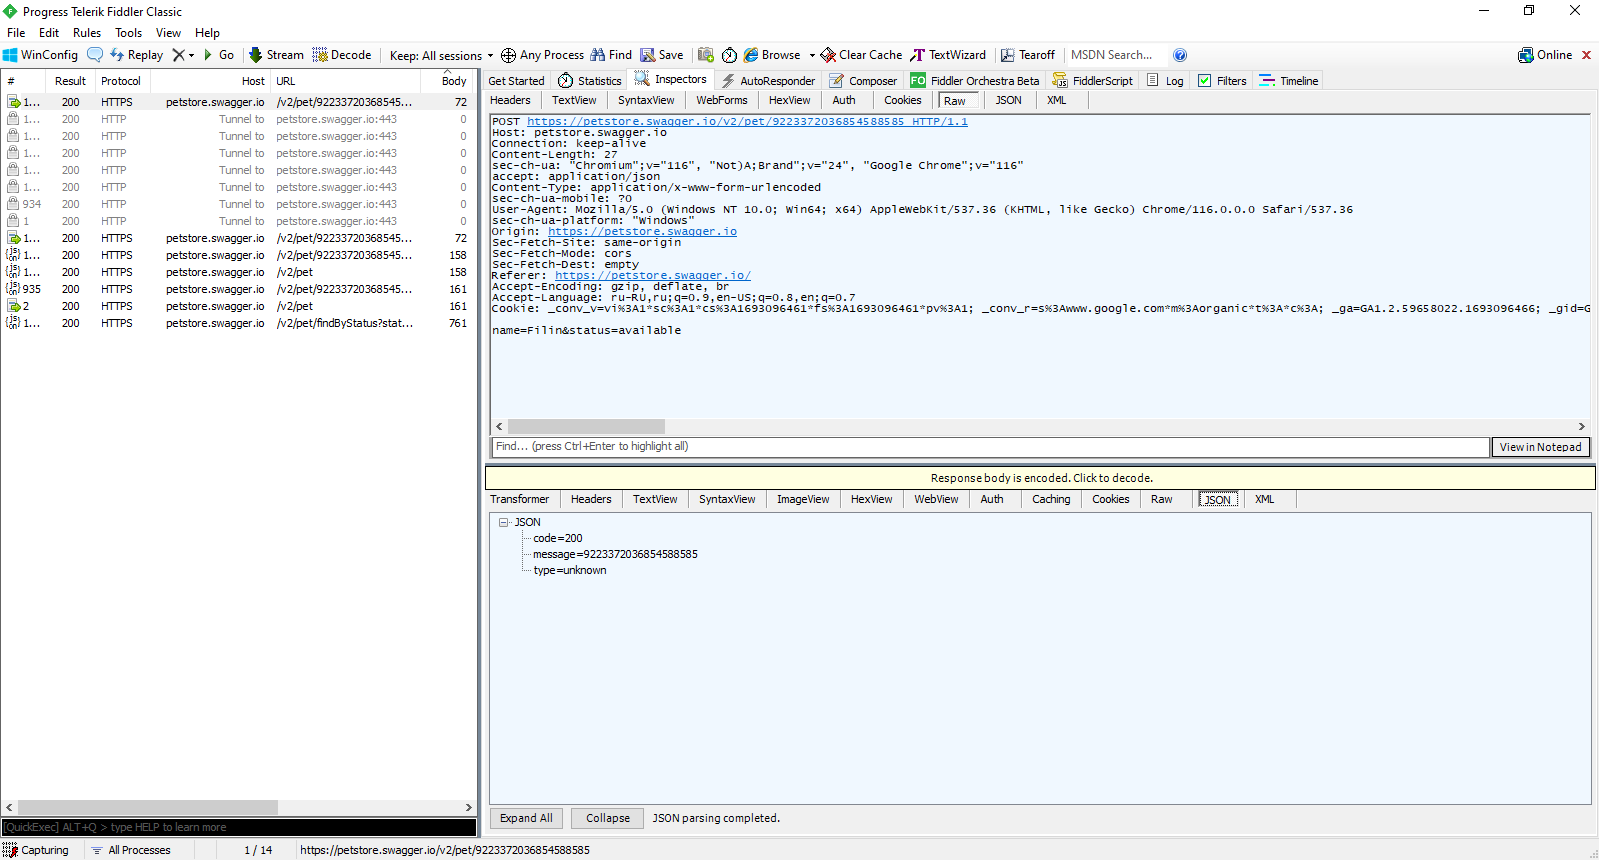 Progress Telerik Fiddler Classic
File Edit Rules Tools View Help
WinConfig Replay Go Stream Decode Keep: All sessions Any Process Find Save Browse Clear Cache TextWizard Tearoff MSDN Search... Online
# Result Protocol Host URL Body
1... 200 HTTPS petstore.swagger.io /v2/pet/92233720368545... 72
1... 200 HTTP Tunnel to petstore.swagger.io:443 0
1... 200 HTTP Tunnel to petstore.swagger.io:443 0
1... 200 HTTP Tunnel to petstore.swagger.io:443 0
1... 200 HTTP Tunnel to petstore.swagger.io:443 0
1... 200 HTTP Tunnel to petstore.swagger.io:443 0
934 200 HTTP Tunnel to petstore.swagger.io:443 0
1 200 HTTP Tunnel to petstore.swagger.io:443 0
1... 200 HTTPS petstore.swagger.io /v2/pet/92233720368545... 72
1... 200 HTTPS petstore.swagger.io /v2/pet/92233720368545... 158
1... 200 HTTPS petstore.swagger.io /v2/pet 158
935 200 HTTPS petstore.swagger.io /v2/pet/92233720368545... 161
2 200 HTTPS petstore.swagger.io /v2/pet 161
1... 200 HTTPS petstore.swagger.io /v2/pet/findByStatus?stat... 761
[QuickExec] ALT+Q > type HELP to learn more
Get Started Statistics Inspectors AutoResponder Composer FO Fiddler Orchestra Beta FiddlerScript Log Filters Timeline
Headers TextView SyntaxView WebForms HexView Auth Cookies Raw JSON XML
POST https://petstore.swagger.io/v2/pet/9223372036854588585 HTTP/1.1
Host: petstore.swagger.io
Connection: keep-alive
Content-Length: 27
sec-ch-ua: "Chromium";v="116", "Not)A;Brand";v="24", "Google Chrome";v="116"
accept: application/json
Content-Type: application/x-www-form-urlencoded
sec-ch-ua-mobile: ?0
User-Agent: Mozilla/5.0 (Windows NT 10.0; Win64; x64) AppleWebKit/537.36 (KHTML, like Gecko) Chrome/116.0.0.0 Safari/537.36
sec-ch-ua-platform: "Windows"
Origin: https://petstore.swagger.io
Sec-Fetch-Site: same-origin
Sec-Fetch-Mode: cors
Sec-Fetch-Dest: empty
Referer: https://petstore.swagger.io/
Accept-Encoding: gzip, deflate, br
Accept-Language: ru-RU,ru;q=0.9,en-US;q=0.8,en;q=0.7
Cookie: _conv_v=vi%3A1*sc%3A1*cs%3A1693096461*fs%3A1693096461*pv%3A1; _conv_r=s%3Awww.google.com*m%3Aorganic*t%3A*c%3A; _ga=GA1.2.59658022.1693096466; _gid=G
name=Filin&status=available
Find... (press Ctrl+Enter to highlight all) View in Notepad
Response body is encoded. Click to decode.
Transformer Headers TextView SyntaxView ImageView HexView WebView Auth Caching Cookies Raw JSON XML
JSON
code=200
message=9223372036854588585
type=unknown
Expand All Collapse JSON parsing completed.
Capturing All Processes 1 / 14 https://petstore.swagger.io/v2/pet/9223372036854588585